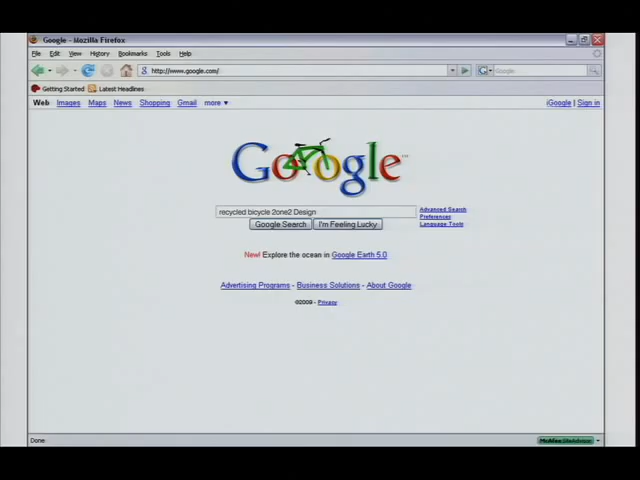 Google - Mozilla Firefox
File Edit View History Bookmarks Tools Help
http://www.google.com/
Google
Getting Started Latest Headlines
Web Images Maps News Shopping Gmail more ▼ iGoogle | Sign in
Google™
recycled bicycle 2one2 Design
Advanced Search
Preferences
Language Tools
Google Search I'm Feeling Lucky
New! Explore the ocean in Google Earth 5.0
Advertising Programs - Business Solutions - About Google
©2009 - Privacy
Done
McAfee SiteAdvisor